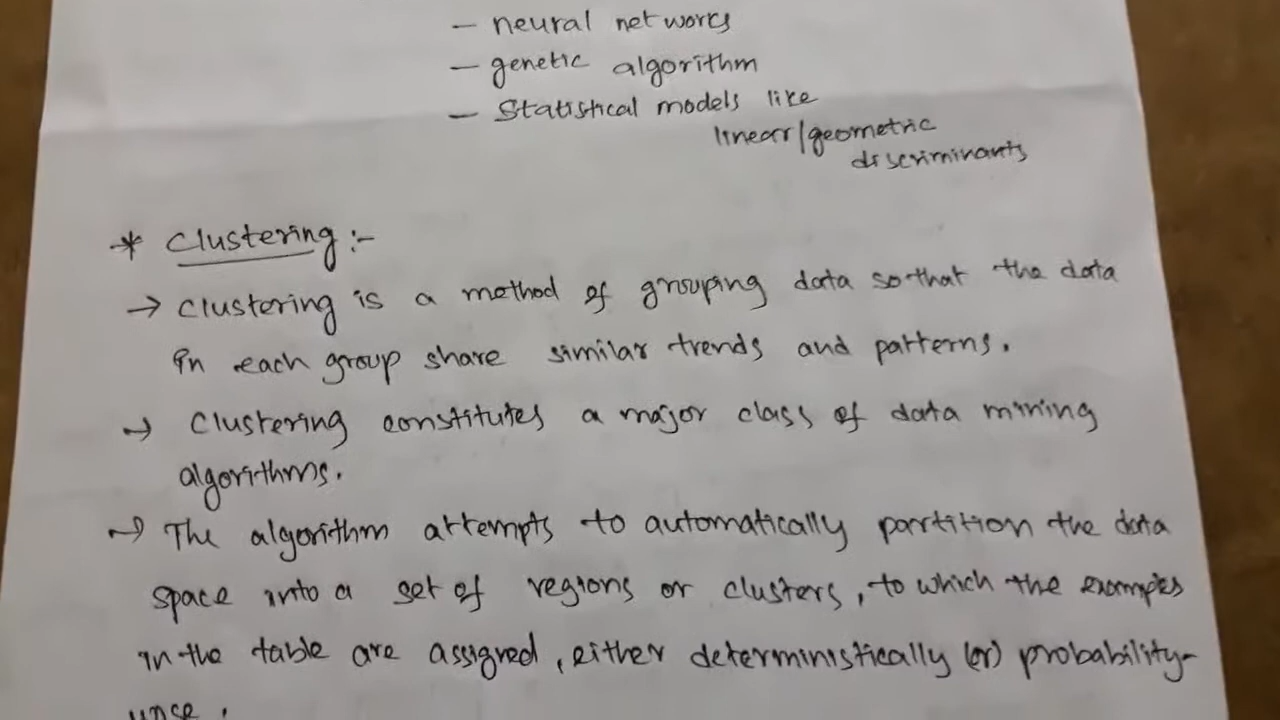 - neural networks
- genetic algorithm
- Statistical models like
linear/geometric
discriminants
* Clustering :-
→ Clustering is a method of grouping data so that the data
in each group share similar trends and patterns.
→ Clustering constitutes a major class of data mining
algorithms.
→ The algorithm attempts to automatically partition the data
space into a set of regions or clusters, to which the examples
in the table are assigned, either deterministically (or) probability-
wise.